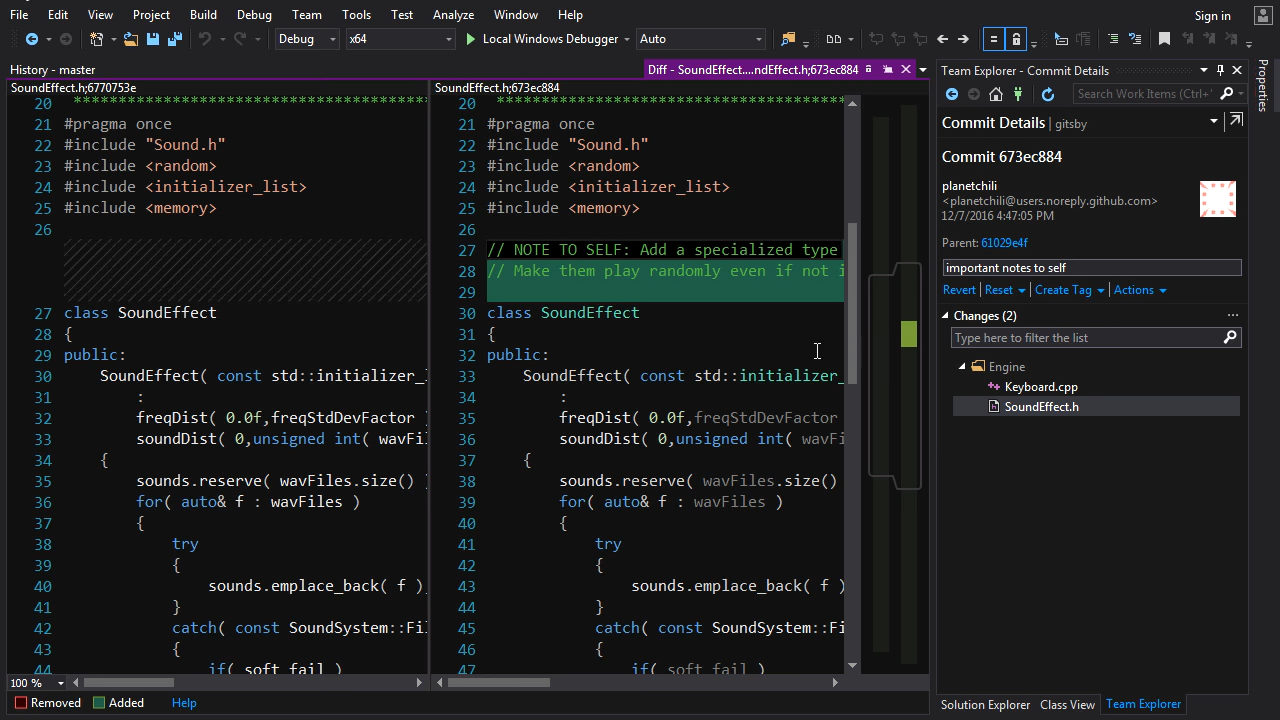 File Edit View Project Build Debug Team Tools Test Analyze Window Help Sign in
Debug x64 Local Windows Debugger Auto
History - master
Diff - SoundEffect....ndEffect.h;673ec884
SoundEffect.h;6770753e
20 ****************************************
21 #pragma once
22 #include "Sound.h"
23 #include <random>
24 #include <initializer_list>
25 #include <memory>
26
27 class SoundEffect
28 {
29 public:
30 SoundEffect( const std::initializer_
31 :
32 freqDist( 0.0f,freqStdDevFactor )
33 soundDist( 0,unsigned int( wavFi
34 {
35 sounds.reserve( wavFiles.size() )
36 for( auto& f : wavFiles )
37 {
38 try
39 {
40 sounds.emplace_back( f )
41 }
42 catch( const SoundSystem::Fi
43 {
44 if( soft_fail )
100 %
SoundEffect.h;673ec884
20 ****************************************
21 #pragma once
22 #include "Sound.h"
23 #include <random>
24 #include <initializer_list>
25 #include <memory>
26
27 // NOTE TO SELF: Add a specialized type
28 // Make them play randomly even if not i
29
30 class SoundEffect
31 {
32 public:
33 SoundEffect( const std::initializer_
34 :
35 freqDist( 0.0f,freqStdDevFactor
36 soundDist( 0,unsigned int( wavFi
37 {
38 sounds.reserve( wavFiles.size()
39 for( auto& f : wavFiles )
40 {
41 try
42 {
43 sounds.emplace_back( f )
44 }
45 catch( const SoundSystem::Fi
46 {
47 if( soft_fail )
Removed Added Help
Team Explorer - Commit Details
Search Work Items (Ctrl+'
Commit Details | gitsby
Commit 673ec884
planetchili
<planetchili@users.noreply.github.com>
12/7/2016 4:47:05 PM
Parent: 61029e4f
important notes to self
Revert Reset Create Tag Actions
Changes (2) ...
Type here to filter the list
Engine
Keyboard.cpp
SoundEffect.h
Solution Explorer Class View Team Explorer
Properties